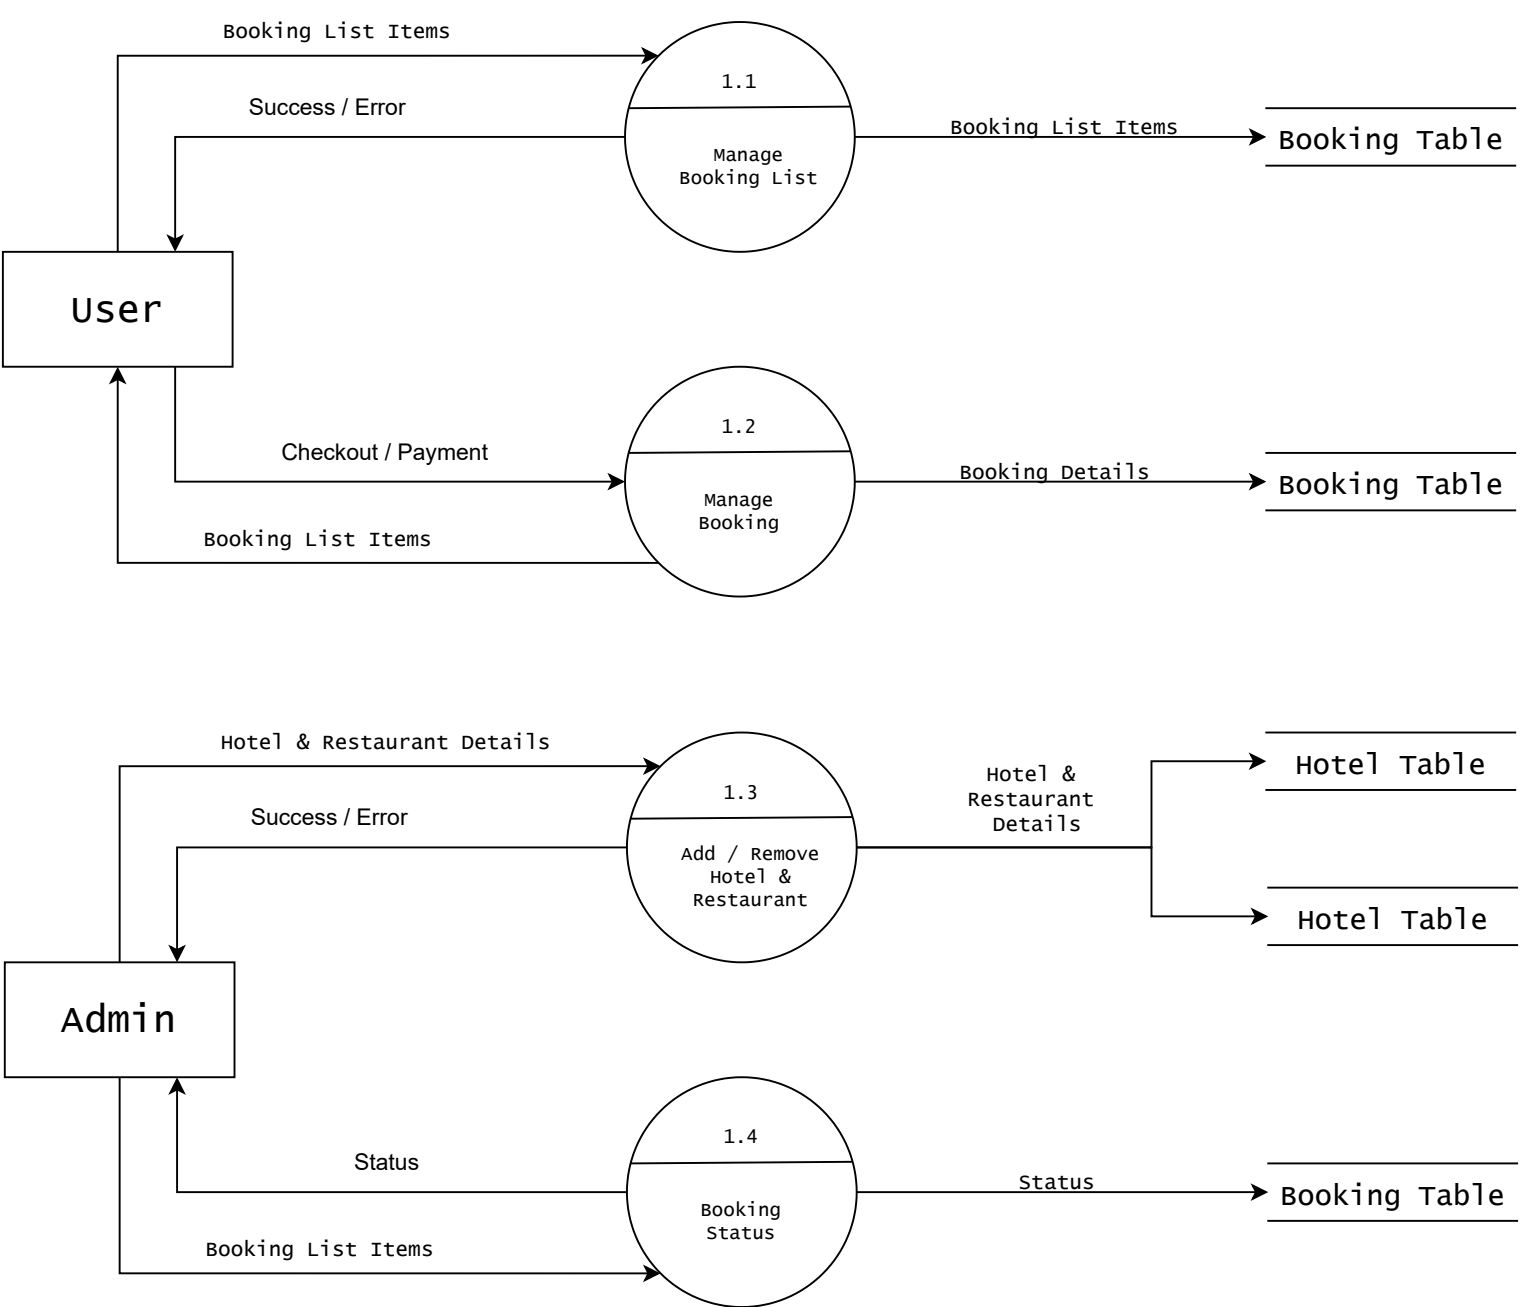 Booking List Items
1.1
Success / Error
Booking List Items
Booking Table
Manage
Booking List
User
1.2
Checkout / Payment
Booking Details
Booking Table
Manage
Booking
Booking List Items
Hotel & Restaurant Details
1.3
Hotel &
Restaurant
Details
Hotel Table
Success / Error
Add / Remove
Hotel &
Restaurant
Hotel Table
Admin
1.4
Status
Status
Booking Table
Booking
Status
Booking List Items